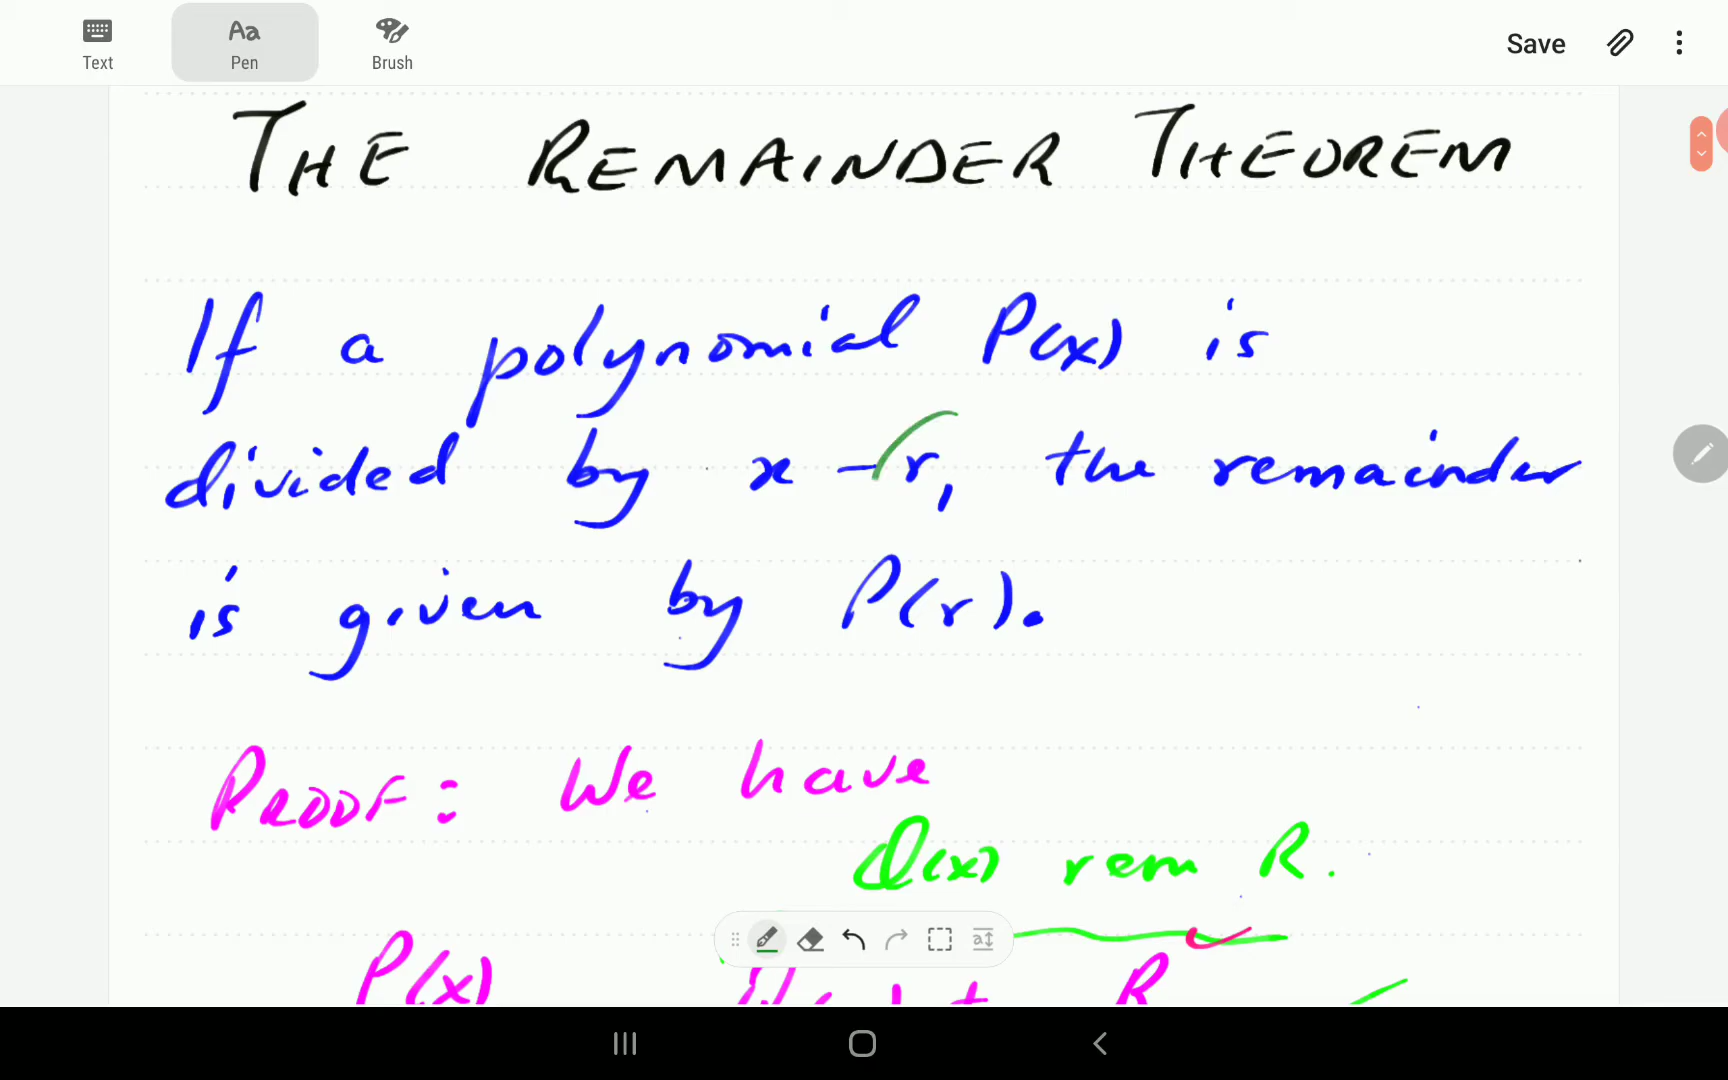 Text
Aa
Pen
Brush
Save
THE REMAINDER THEOREM
If a polynomial P(x) is
divided by x - r, the remainder
is given by P(r).
PROOF: We have
Q(x) rem R.
P(x) R